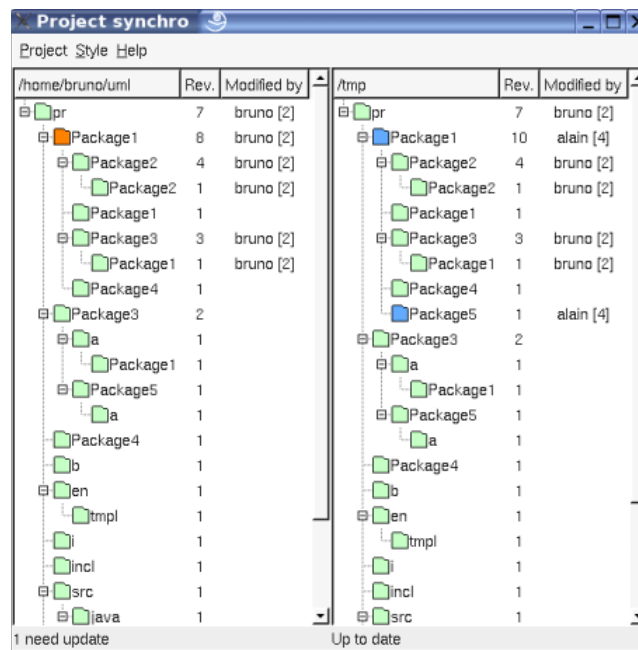 Project synchro
Project Style Help
/home/bruno/uml Rev. Modified by
pr 7 bruno [2]
Package1 8 bruno [2]
Package2 4 bruno [2]
Package2 1 bruno [2]
Package1 1
Package3 3 bruno [2]
Package1 1 bruno [2]
Package4 1
Package3 2
a 1
Package1 1
Package5 1
a 1
Package4 1
b 1
en 1
tmpl 1
i 1
incl 1
src 1
java 1
1 need update
/tmp Rev. Modified by
pr 7 bruno [2]
Package1 10 alain [4]
Package2 4 bruno [2]
Package2 1 bruno [2]
Package1 1
Package3 3 bruno [2]
Package1 1 bruno [2]
Package4 1
Package5 1 alain [4]
Package3 2
a 1
Package1 1
Package5 1
a 1
Package4 1
b 1
en 1
tmpl 1
i 1
incl 1
src 1
Up to date